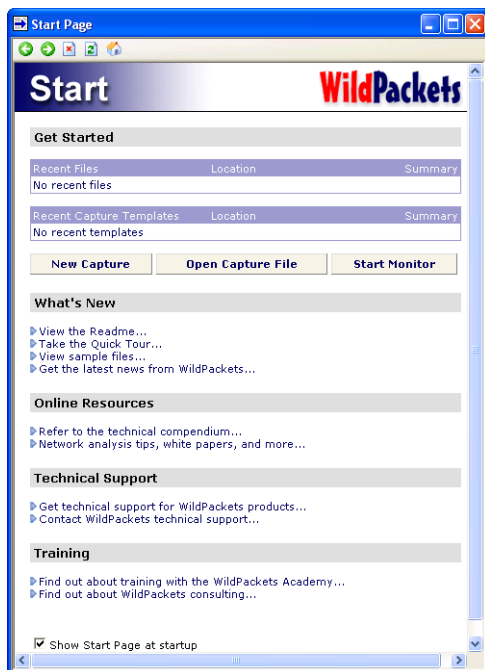 Start Page
Start WildPackets
Get Started
Recent Files Location Summary
No recent files
Recent Capture Templates Location Summary
No recent templates
New Capture Open Capture File Start Monitor
What's New
View the Readme...
Take the Quick Tour...
View sample files...
Get the latest news from WildPackets...
Online Resources
Refer to the technical compendium...
Network analysis tips, white papers, and more...
Technical Support
Get technical support for WildPackets products...
Contact WildPackets technical support...
Training
Find out about training with the WildPackets Academy...
Find out about WildPackets consulting...
Show Start Page at startup